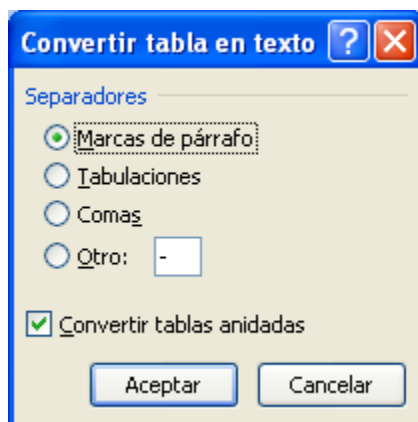 Convertir tabla en texto
Separadores
Marcas de párrafo
Tabulaciones
Comas
Otro: -
Convertir tablas anidadas
Aceptar Cancelar